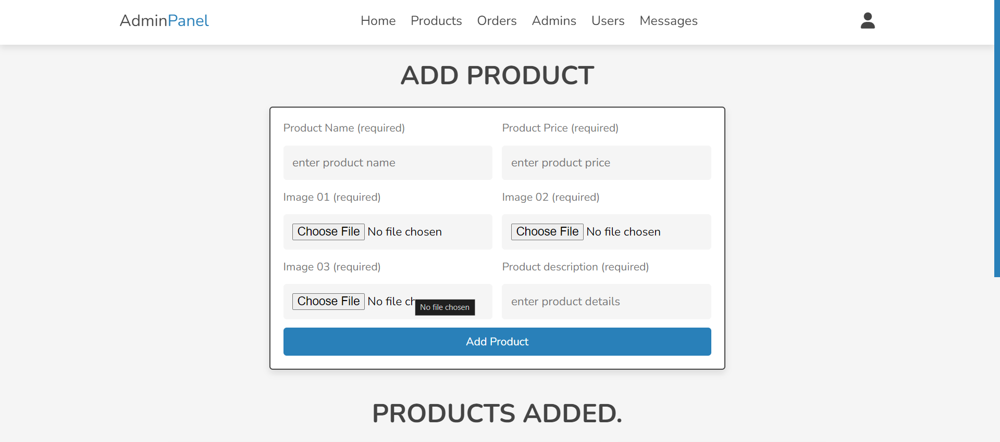 AdminPanel Home Products Orders Admins Users Messages
ADD PRODUCT
Product Name (required) Product Price (required)
enter product name enter product price
Image 01 (required) Image 02 (required)
Choose File No file chosen Choose File No file chosen
Image 03 (required) Product description (required)
Choose File No file ch enter product details
No file chosen
Add Product
PRODUCTS ADDED.